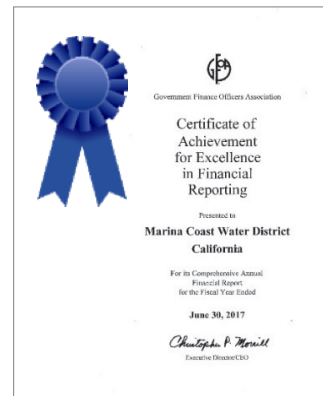 GFOA
Government Finance Officers Association
Certificate of
Achievement
for Excellence
in Financial
Reporting
Presented to
Marina Coast Water District
California
For its Comprehensive Annual
Financial Report
for the Fiscal Year Ended
June 30, 2017
Christopher P. Morrill
Executive Director/CEO